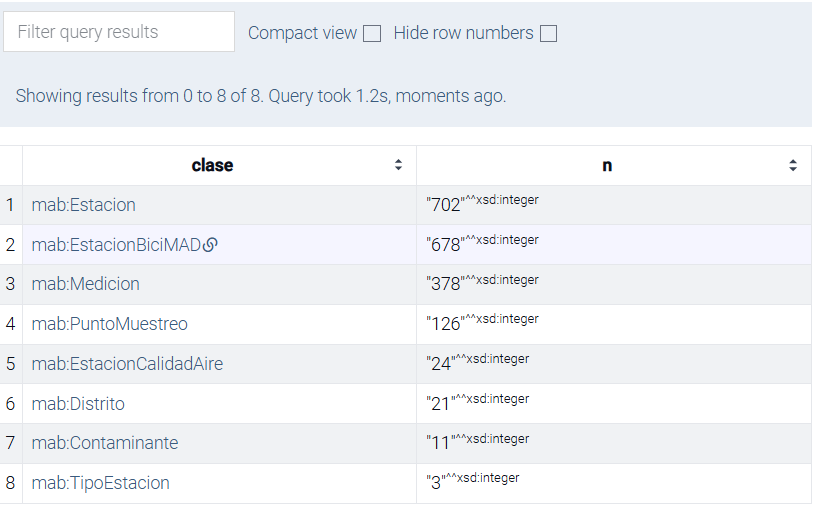 Filter query results Compact view Hide row numbers
Showing results from 0 to 8 of 8. Query took 1.2s, moments ago.
clase n
1 mab:Estacion "702"^^xsd:integer
2 mab:EstacionBiciMAD "678"^^xsd:integer
3 mab:Medicion "378"^^xsd:integer
4 mab:PuntoMuestreo "126"^^xsd:integer
5 mab:EstacionCalidadAire "24"^^xsd:integer
6 mab:Distrito "21"^^xsd:integer
7 mab:Contaminante "11"^^xsd:integer
8 mab:TipoEstacion "3"^^xsd:integer